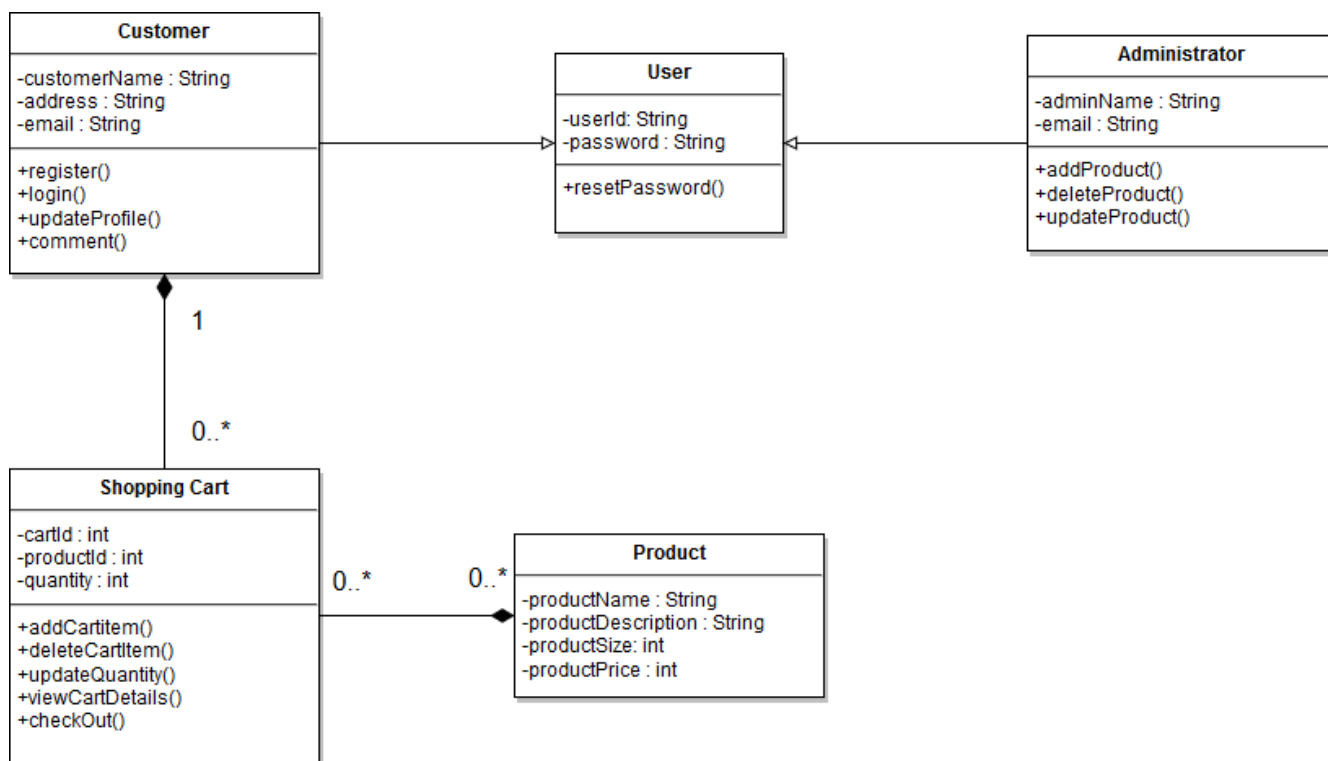 Customer
-customerName : String
-address : String
-email : String
+register()
+login()
+updateProfile()
+comment()
User
-userId: String
-password : String
+resetPassword()
Administrator
-adminName : String
-email : String
+addProduct()
+deleteProduct()
+updateProduct()
1
0..*
Shopping Cart
-cartId : int
-productId : int
-quantity : int
+addCartitem()
+deleteCartItem()
+updateQuantity()
+viewCartDetails()
+checkOut()
0..*
0..*
Product
-productName : String
-productDescription : String
-productSize: int
-productPrice : int